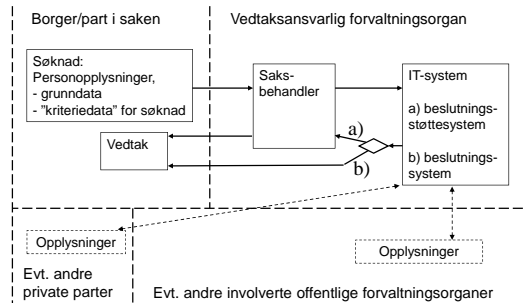 Borger/part i saken
Vedtaksansvarlig forvaltningsorgan
Søknad:
Personopplysninger,
- grunndata
- "kriteriedata" for søknad
Saks-
behandler
IT-system
a) beslutnings-
støttesystem
b) beslutnings-
system
Vedtak
a)
b)
Opplysninger
Opplysninger
Evt. andre
private parter
Evt. andre involverte offentlige forvaltningsorganer